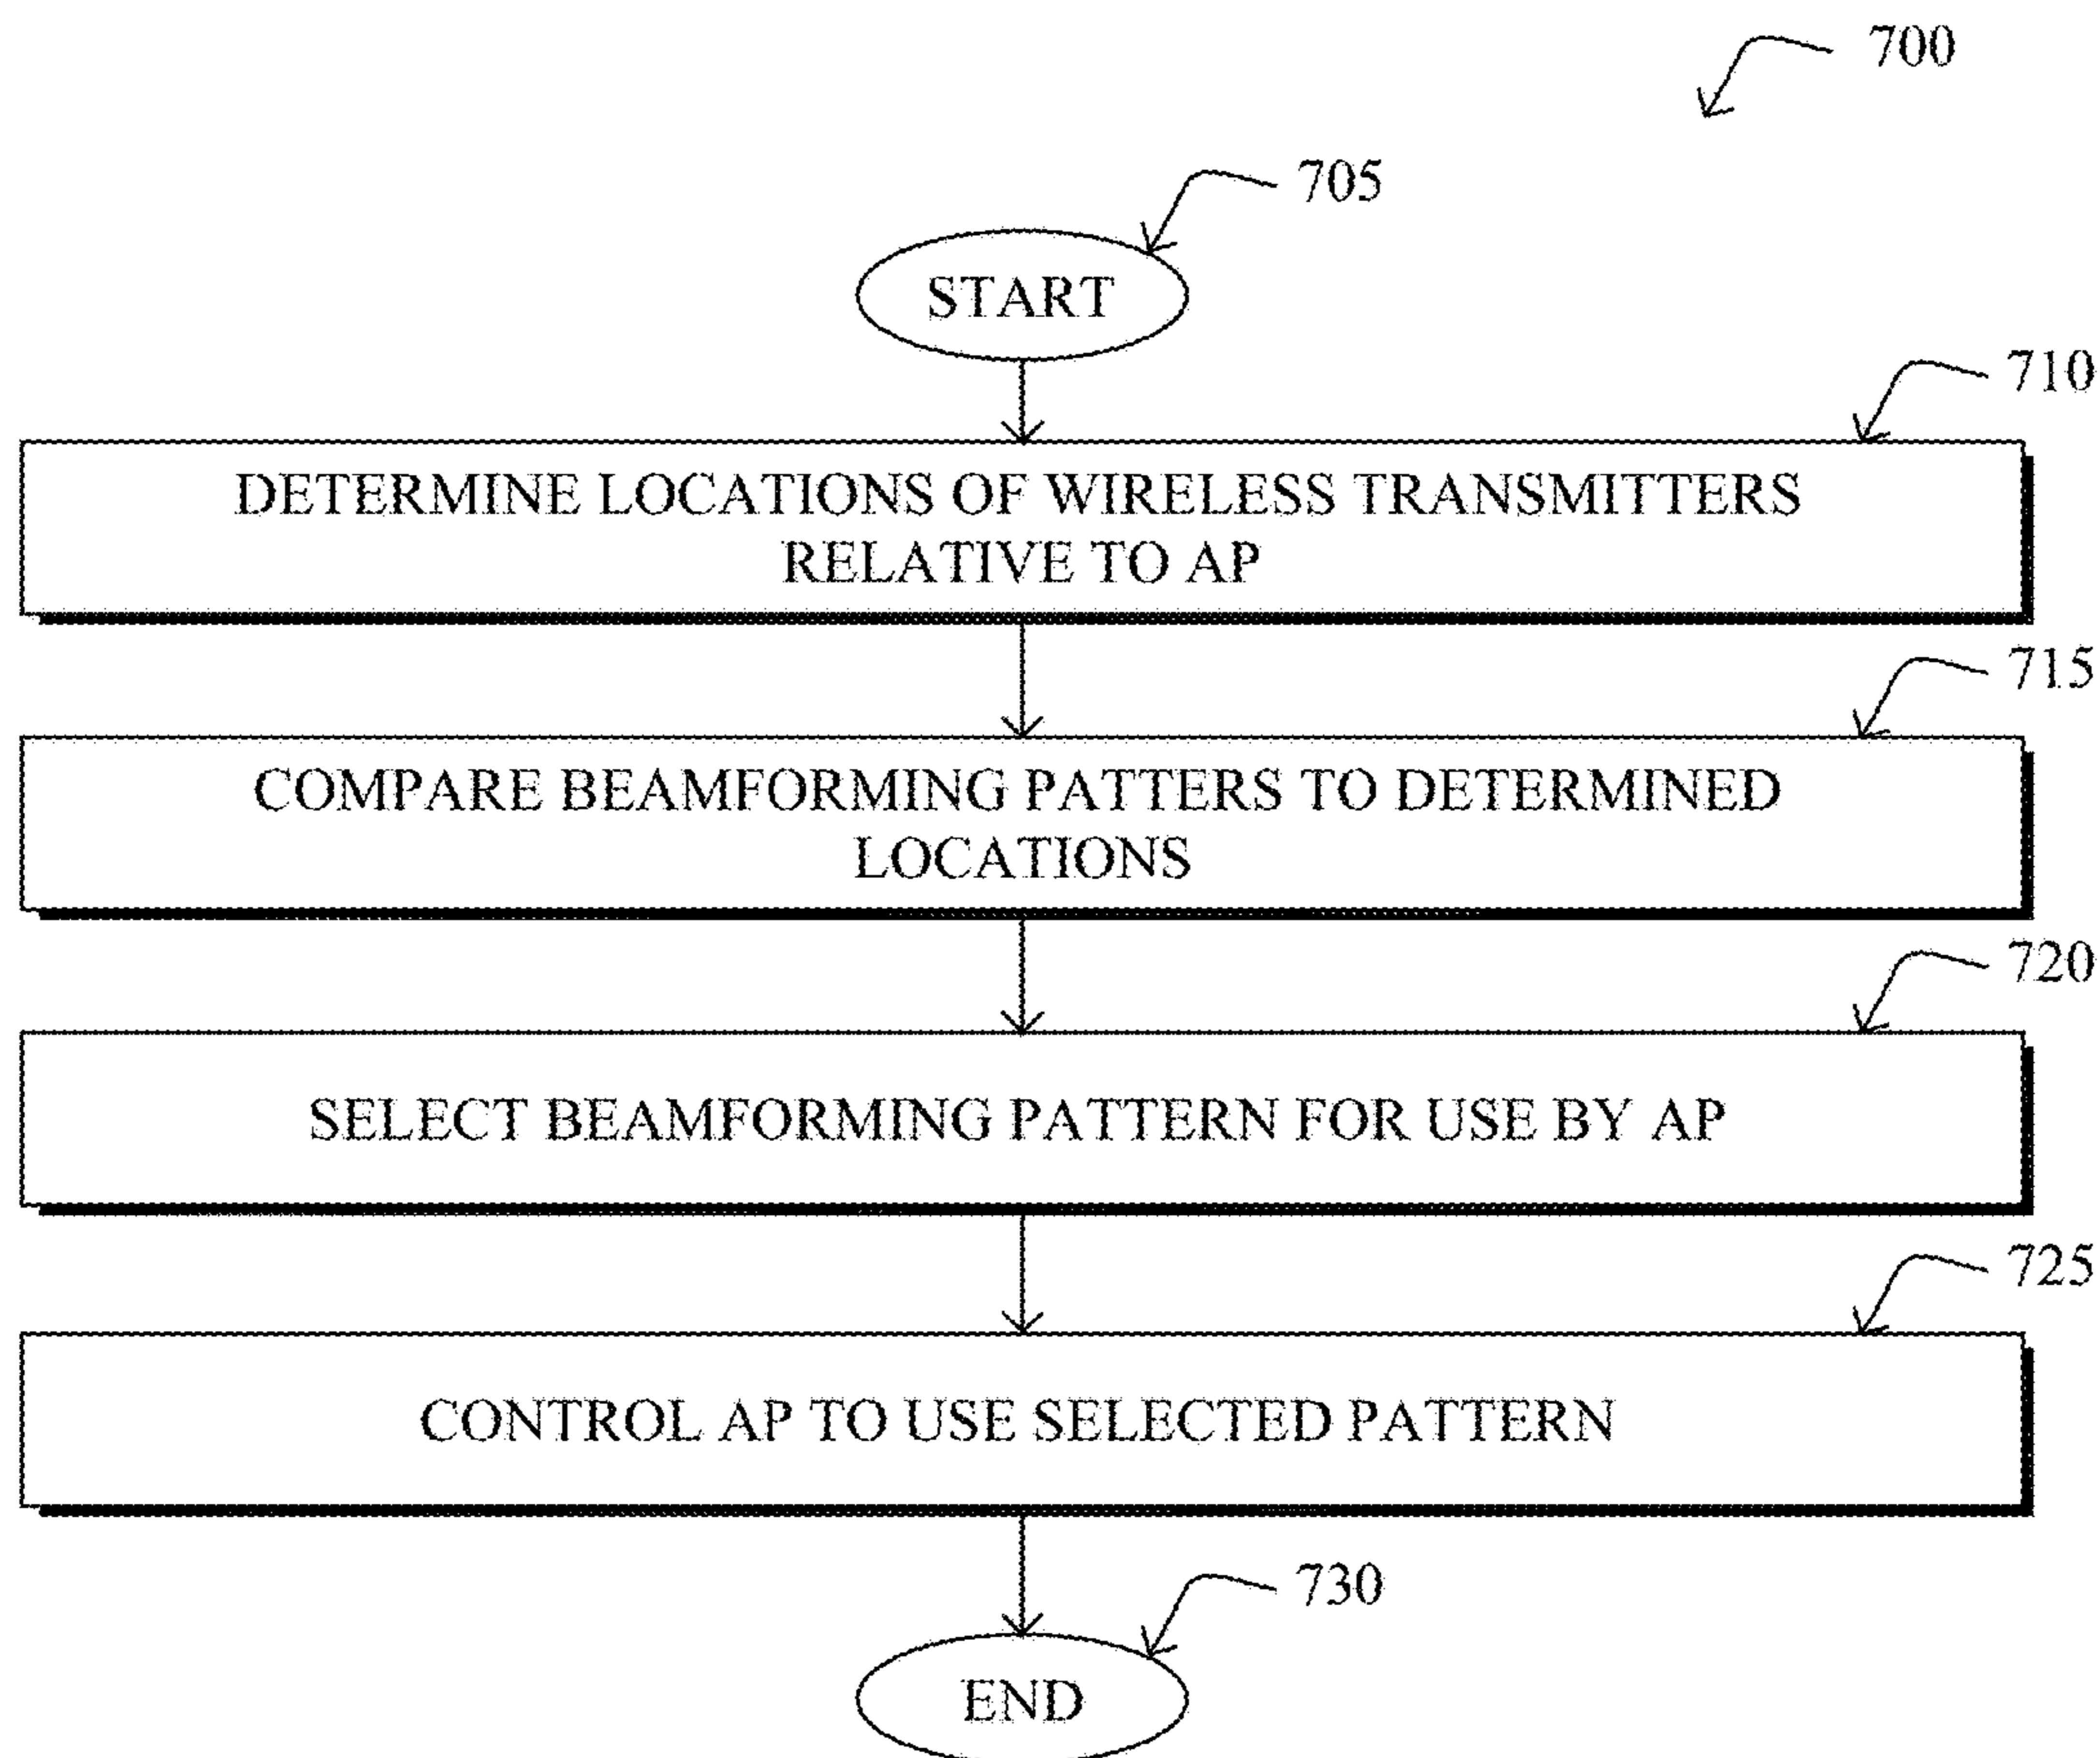 700
705
START
710
DETERMINE LOCATIONS OF WIRELESS TRANSMITTERS
RELATIVE TO AP
715
COMPARE BEAMFORMING PATTERS TO DETERMINED
LOCATIONS
720
SELECT BEAMFORMING PATTERN FOR USE BY AP
725
CONTROL AP TO USE SELECTED PATTERN
730
END